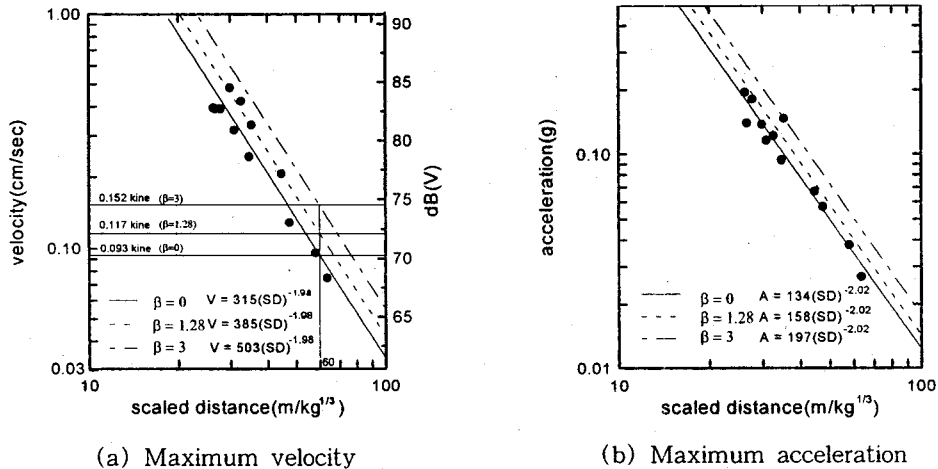 1.00
velocity(cm/sec)
0.10
0.03
90
85
80
75
70
65
dB(V)
0.152 kine (β=3)
0.117 kine (β=1.28)
0.093 kine (β=0)
β = 0 V = 315(SD)^-1.98
β = 1.28 V = 385(SD)^-1.98
β = 3 V = 503(SD)^-1.98
60
10 100
scaled distance(m/kg^1/3)
(a) Maximum velocity
acceleration(g)
0.10
0.01
β = 0 A = 134(SD)^-2.02
β = 1.28 A = 158(SD)^-2.02
β = 3 A = 197(SD)^-2.02
10 100
scaled distance(m/kg^1/3)
(b) Maximum acceleration